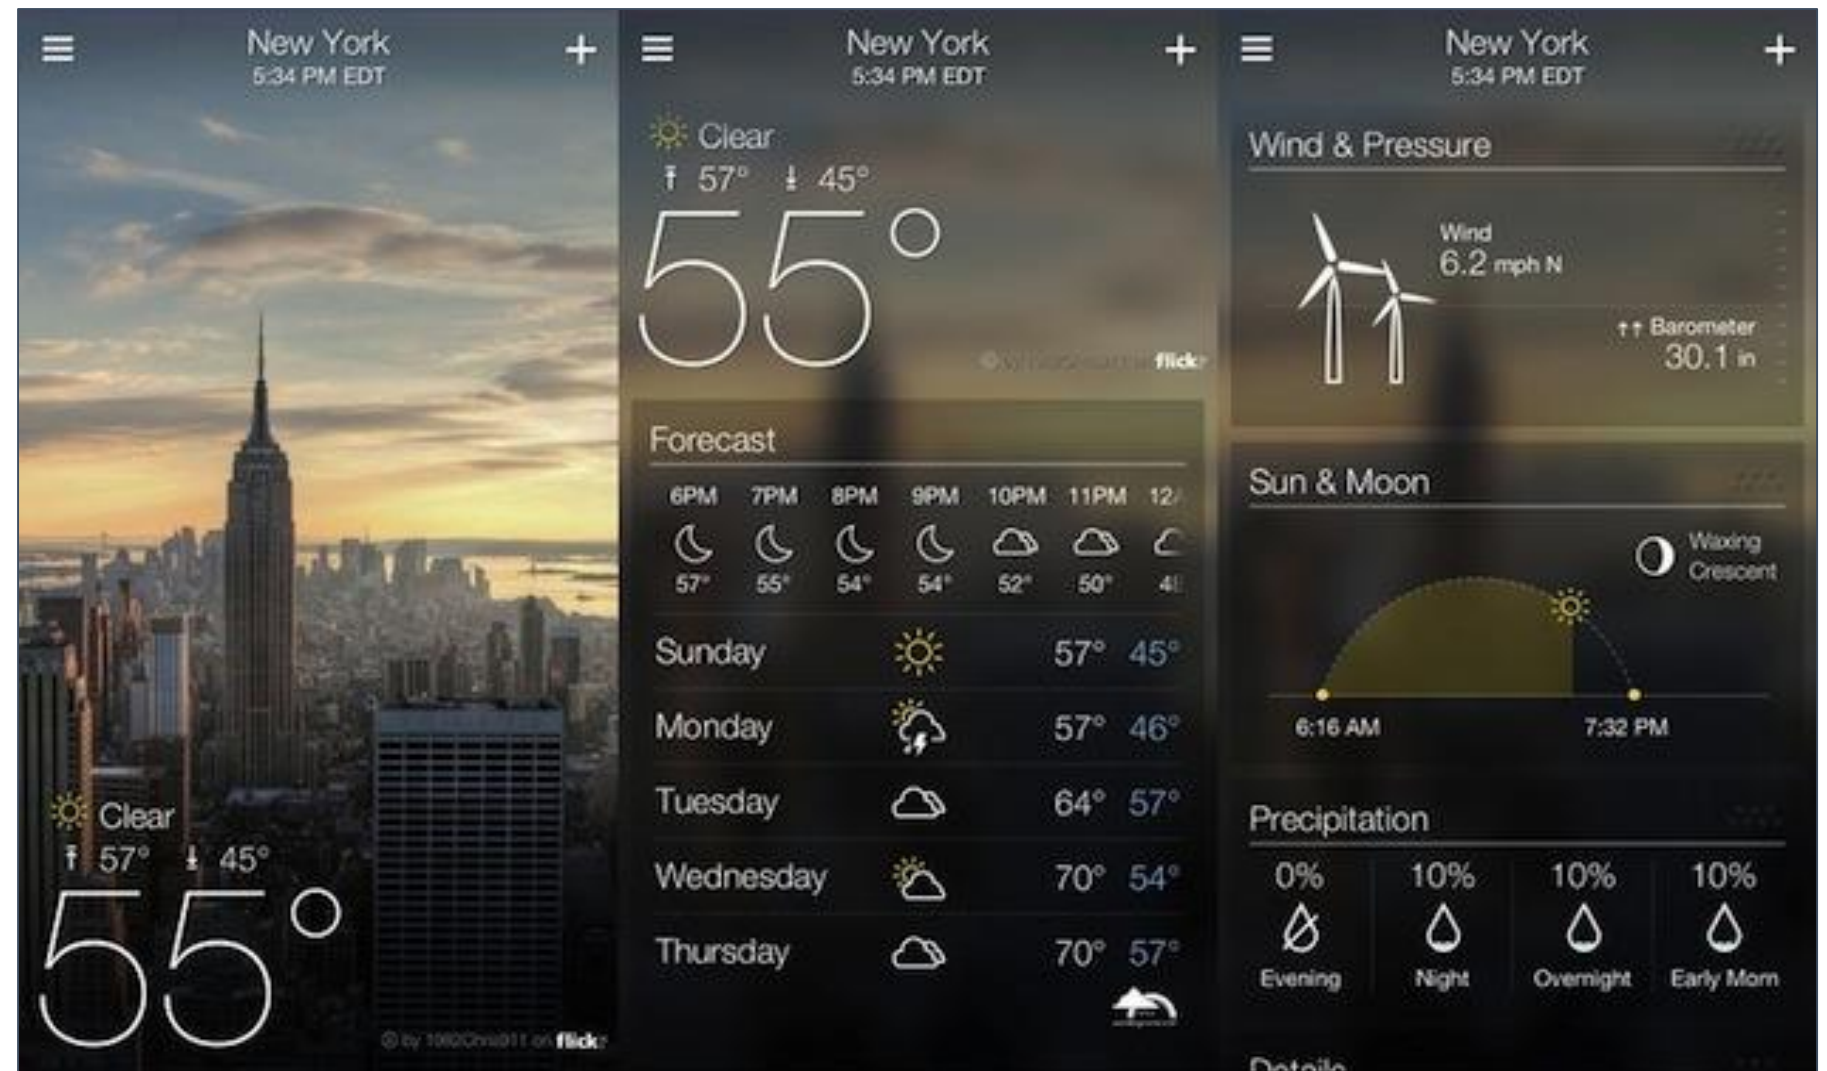 New York
5:34 PM EDT
Clear
57° 45°
55°
on flickr
New York
5:34 PM EDT
Clear
57° 45°
55°
flickr
Forecast
6PM 7PM 8PM 9PM 10PM 11PM
57° 55° 54° 54° 52° 50°
Sunday 57° 45°
Monday 57° 46°
Tuesday 64° 57°
Wednesday 70° 54°
Thursday 70° 57°
New York
5:34 PM EDT
Wind & Pressure
Wind
6.2 mph N
Barometer
30.1 in
Sun & Moon
Waxing
Crescent
6:16 AM 7:32 PM
Precipitation
0% 10% 10% 10%
Evening Night Overnight Early Morn
Details